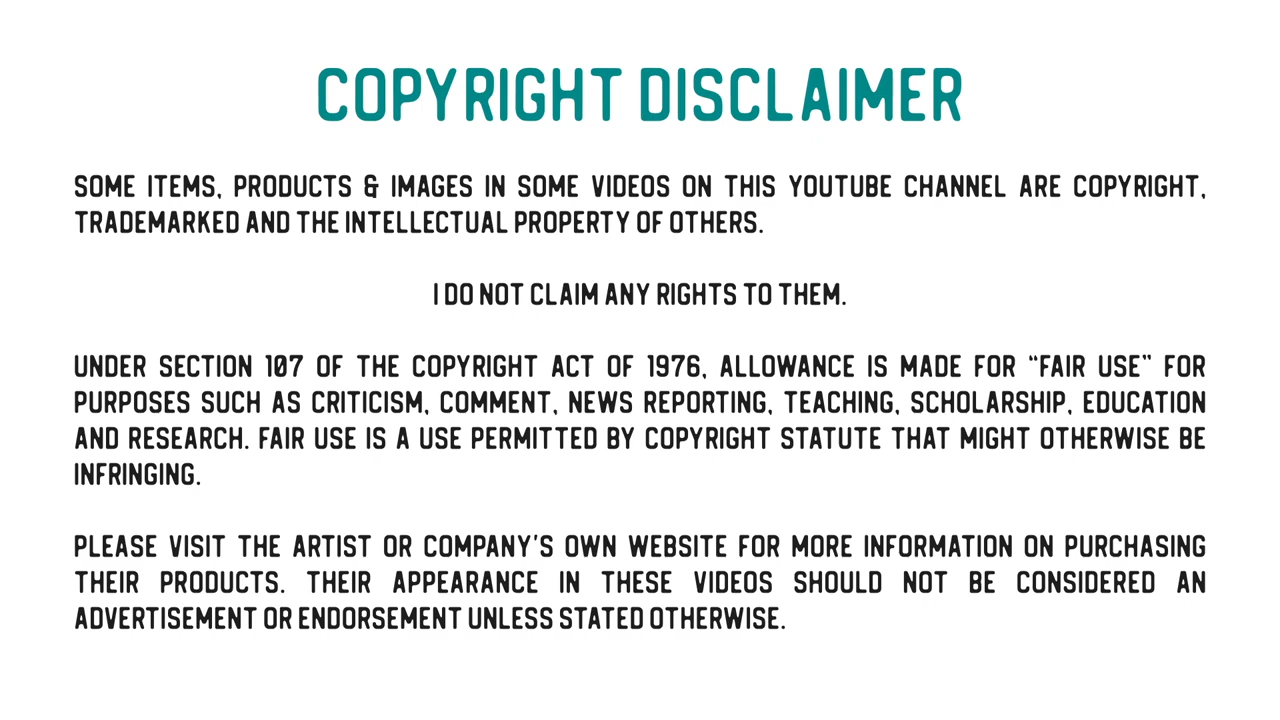 COPYRIGHT DISCLAIMER
SOME ITEMS, PRODUCTS & IMAGES IN SOME VIDEOS ON THIS YOUTUBE CHANNEL ARE COPYRIGHT,
TRADEMARKED AND THE INTELLECTUAL PROPERTY OF OTHERS.
I DO NOT CLAIM ANY RIGHTS TO THEM.
UNDER SECTION 107 OF THE COPYRIGHT ACT OF 1976, ALLOWANCE IS MADE FOR “FAIR USE” FOR
PURPOSES SUCH AS CRITICISM, COMMENT, NEWS REPORTING, TEACHING, SCHOLARSHIP, EDUCATION
AND RESEARCH. FAIR USE IS A USE PERMITTED BY COPYRIGHT STATUTE THAT MIGHT OTHERWISE BE
INFRINGING.
PLEASE VISIT THE ARTIST OR COMPANY'S OWN WEBSITE FOR MORE INFORMATION ON PURCHASING
THEIR PRODUCTS. THEIR APPEARANCE IN THESE VIDEOS SHOULD NOT BE CONSIDERED AN
ADVERTISEMENT OR ENDORSEMENT UNLESS STATED OTHERWISE.